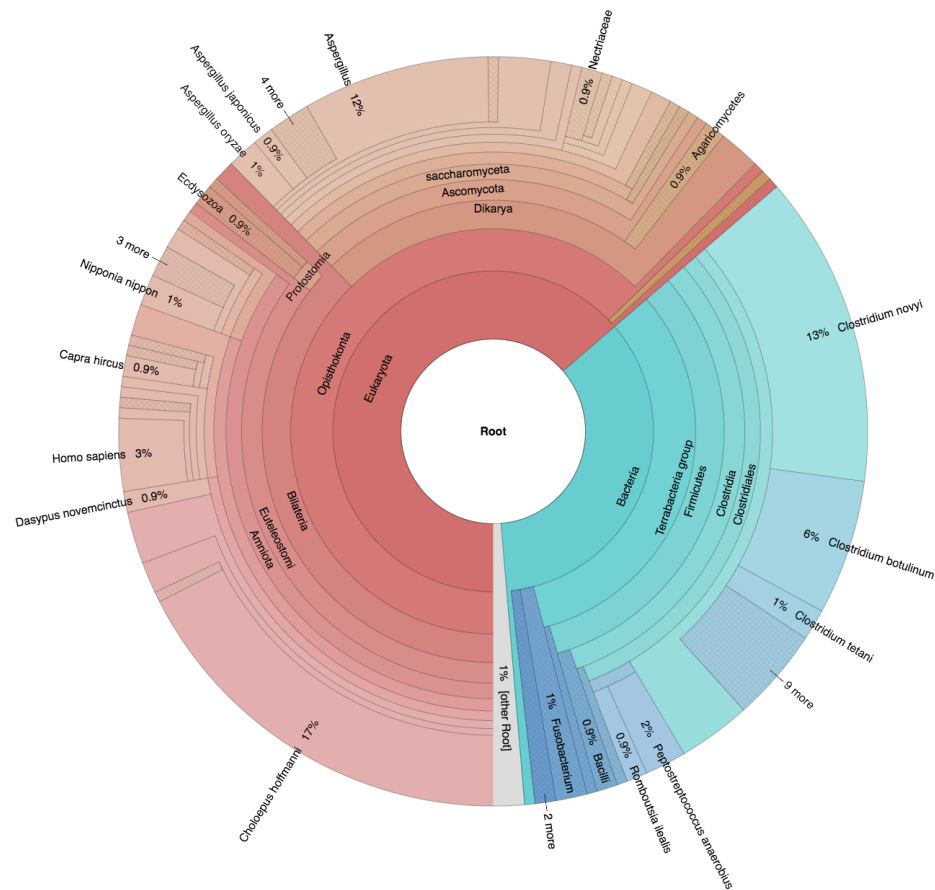 Aspergillus
12%
Nectriaceae
0.9%
Aspergillus japonicus
0.9%
4 more
Aspergillus oryzae
1%
Agaricomycetes
0.9%
saccharomyceta
Ascomycota
Dikarya
Ecdysozoa
0.9%
Protostomia
3 more
Nipponia nippon 1%
Capra hircus 0.9%
Homo sapiens 3%
Dasypus novemcinctus 0.9%
Opisthokonta
Eukaryota
Root
Bilateria
Euteleostomi
Amniota
Choloepus hoffmanni 17%
Bacteria
Terrabacteria group
Firmicutes
Clostridia
Clostridiales
13% Clostridium novyi
6% Clostridium botulinum
1% Clostridium tetani
9 more
2% Peptostreptococcus anaerobius
0.9% Romboutsia ilealis
0.9% Bacilli
1% Fusobacterium
2 more
1% [other Root]